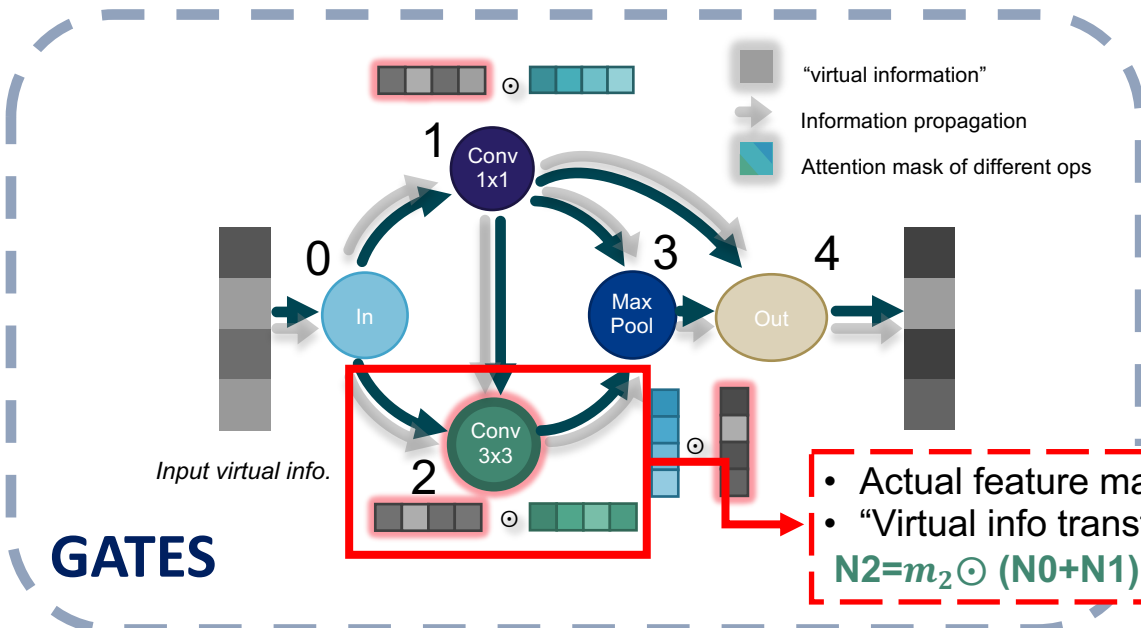 ⊙
“virtual information”
Information propagation
Attention mask of different ops
1
Conv
1x1
0
In
3
Max
Pool
4
Out
Conv
3x3
2
⊙
⊙
Input virtual info.
GATES
• Actual feature ma
• “Virtual info trans
N2=m₂⊙ (N0+N1)